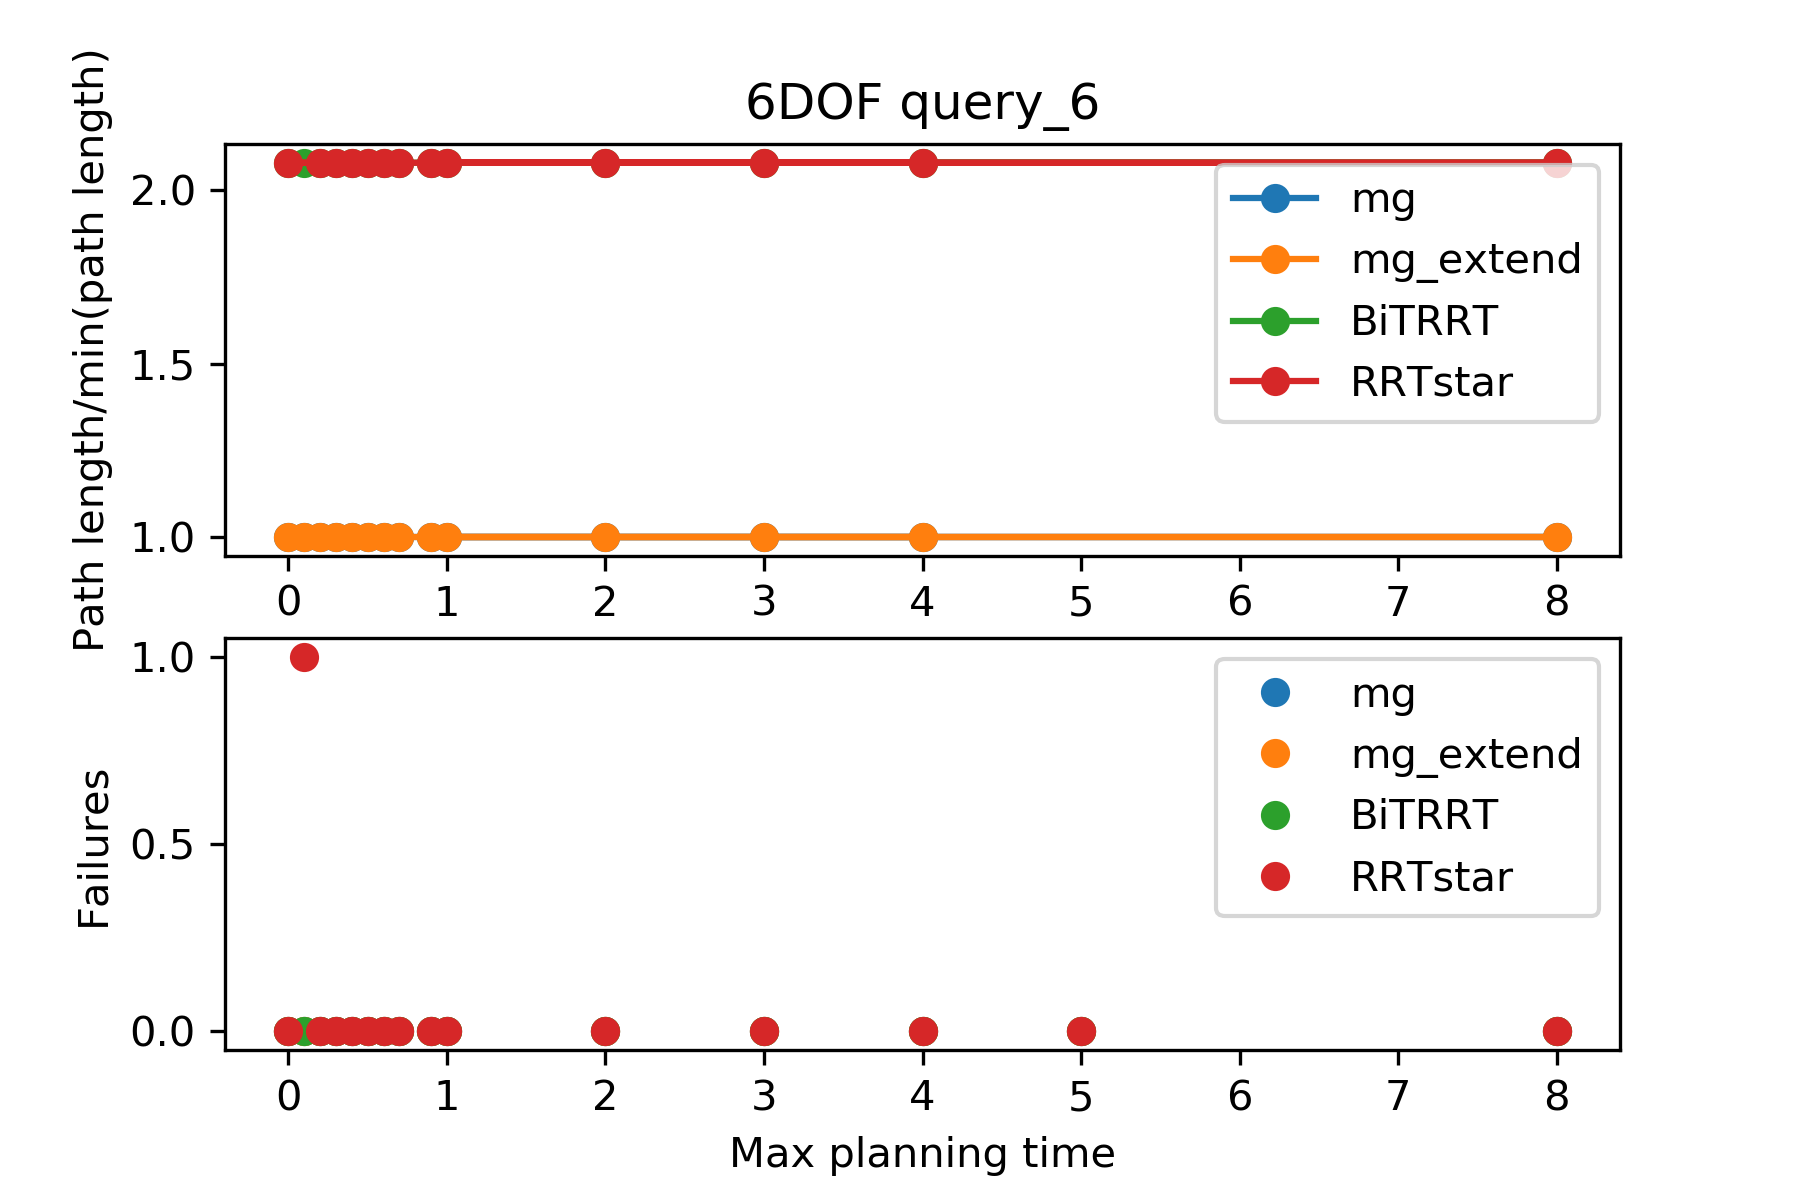 6DOF query_6
Path length/min(path length)
2.0
1.5
1.0
mg
mg_extend
BiTRRT
RRTstar
0 1 2 3 4 5 6 7 8
Failures
1.0
0.5
0.0
mg
mg_extend
BiTRRT
RRTstar
0 1 2 3 4 5 6 7 8
Max planning time